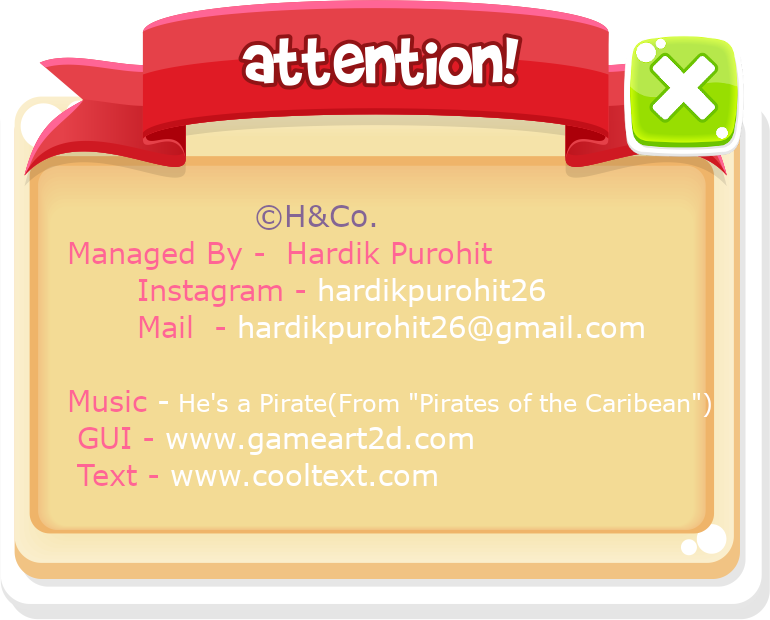 attention!
©H&Co.
Managed By - Hardik Purohit
Instagram - hardikpurohit26
Mail - hardikpurohit26@gmail.com
Music - He's a Pirate(From "Pirates of the Caribean")
GUI - www.gameart2d.com
Text - www.cooltext.com